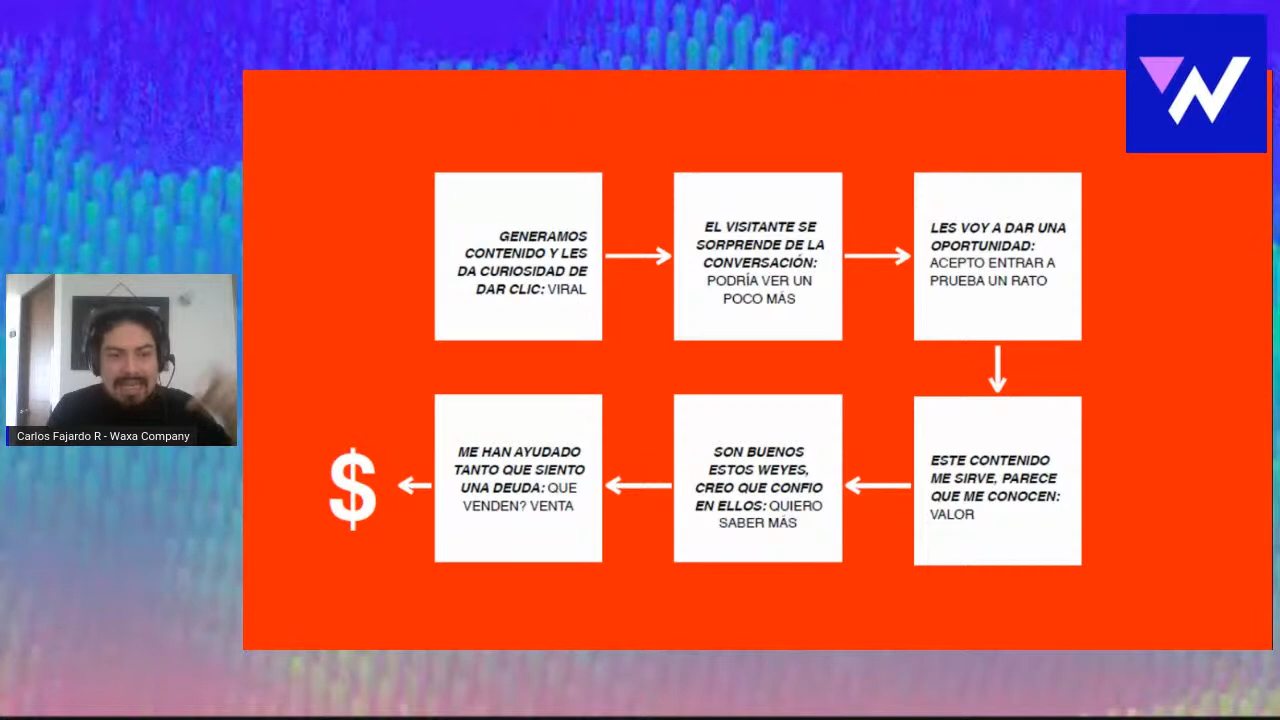 GENERAMOS
CONTENIDO Y LES
DA CURIOSIDAD DE
DAR CLIC: VIRAL
EL VISITANTE SE
SORPRENDE DE LA
CONVERSACIÓN:
PODRÍA VER UN
POCO MÁS
LES VOY A DAR UNA
OPORTUNIDAD:
ACEPTO ENTRAR A
PRUEBA UN RATO
ESTE CONTENIDO
ME SIRVE, PARECE
QUE ME CONOCEN:
VALOR
SON BUENOS
ESTOS WEYES,
CREO QUE CONFIO
EN ELLOS: QUIERO
SABER MÁS
ME HAN AYUDADO
TANTO QUE SIENTO
UNA DEUDA: QUE
VENDEN? VENTA
$
Carlos Fajardo R - Waxa Company